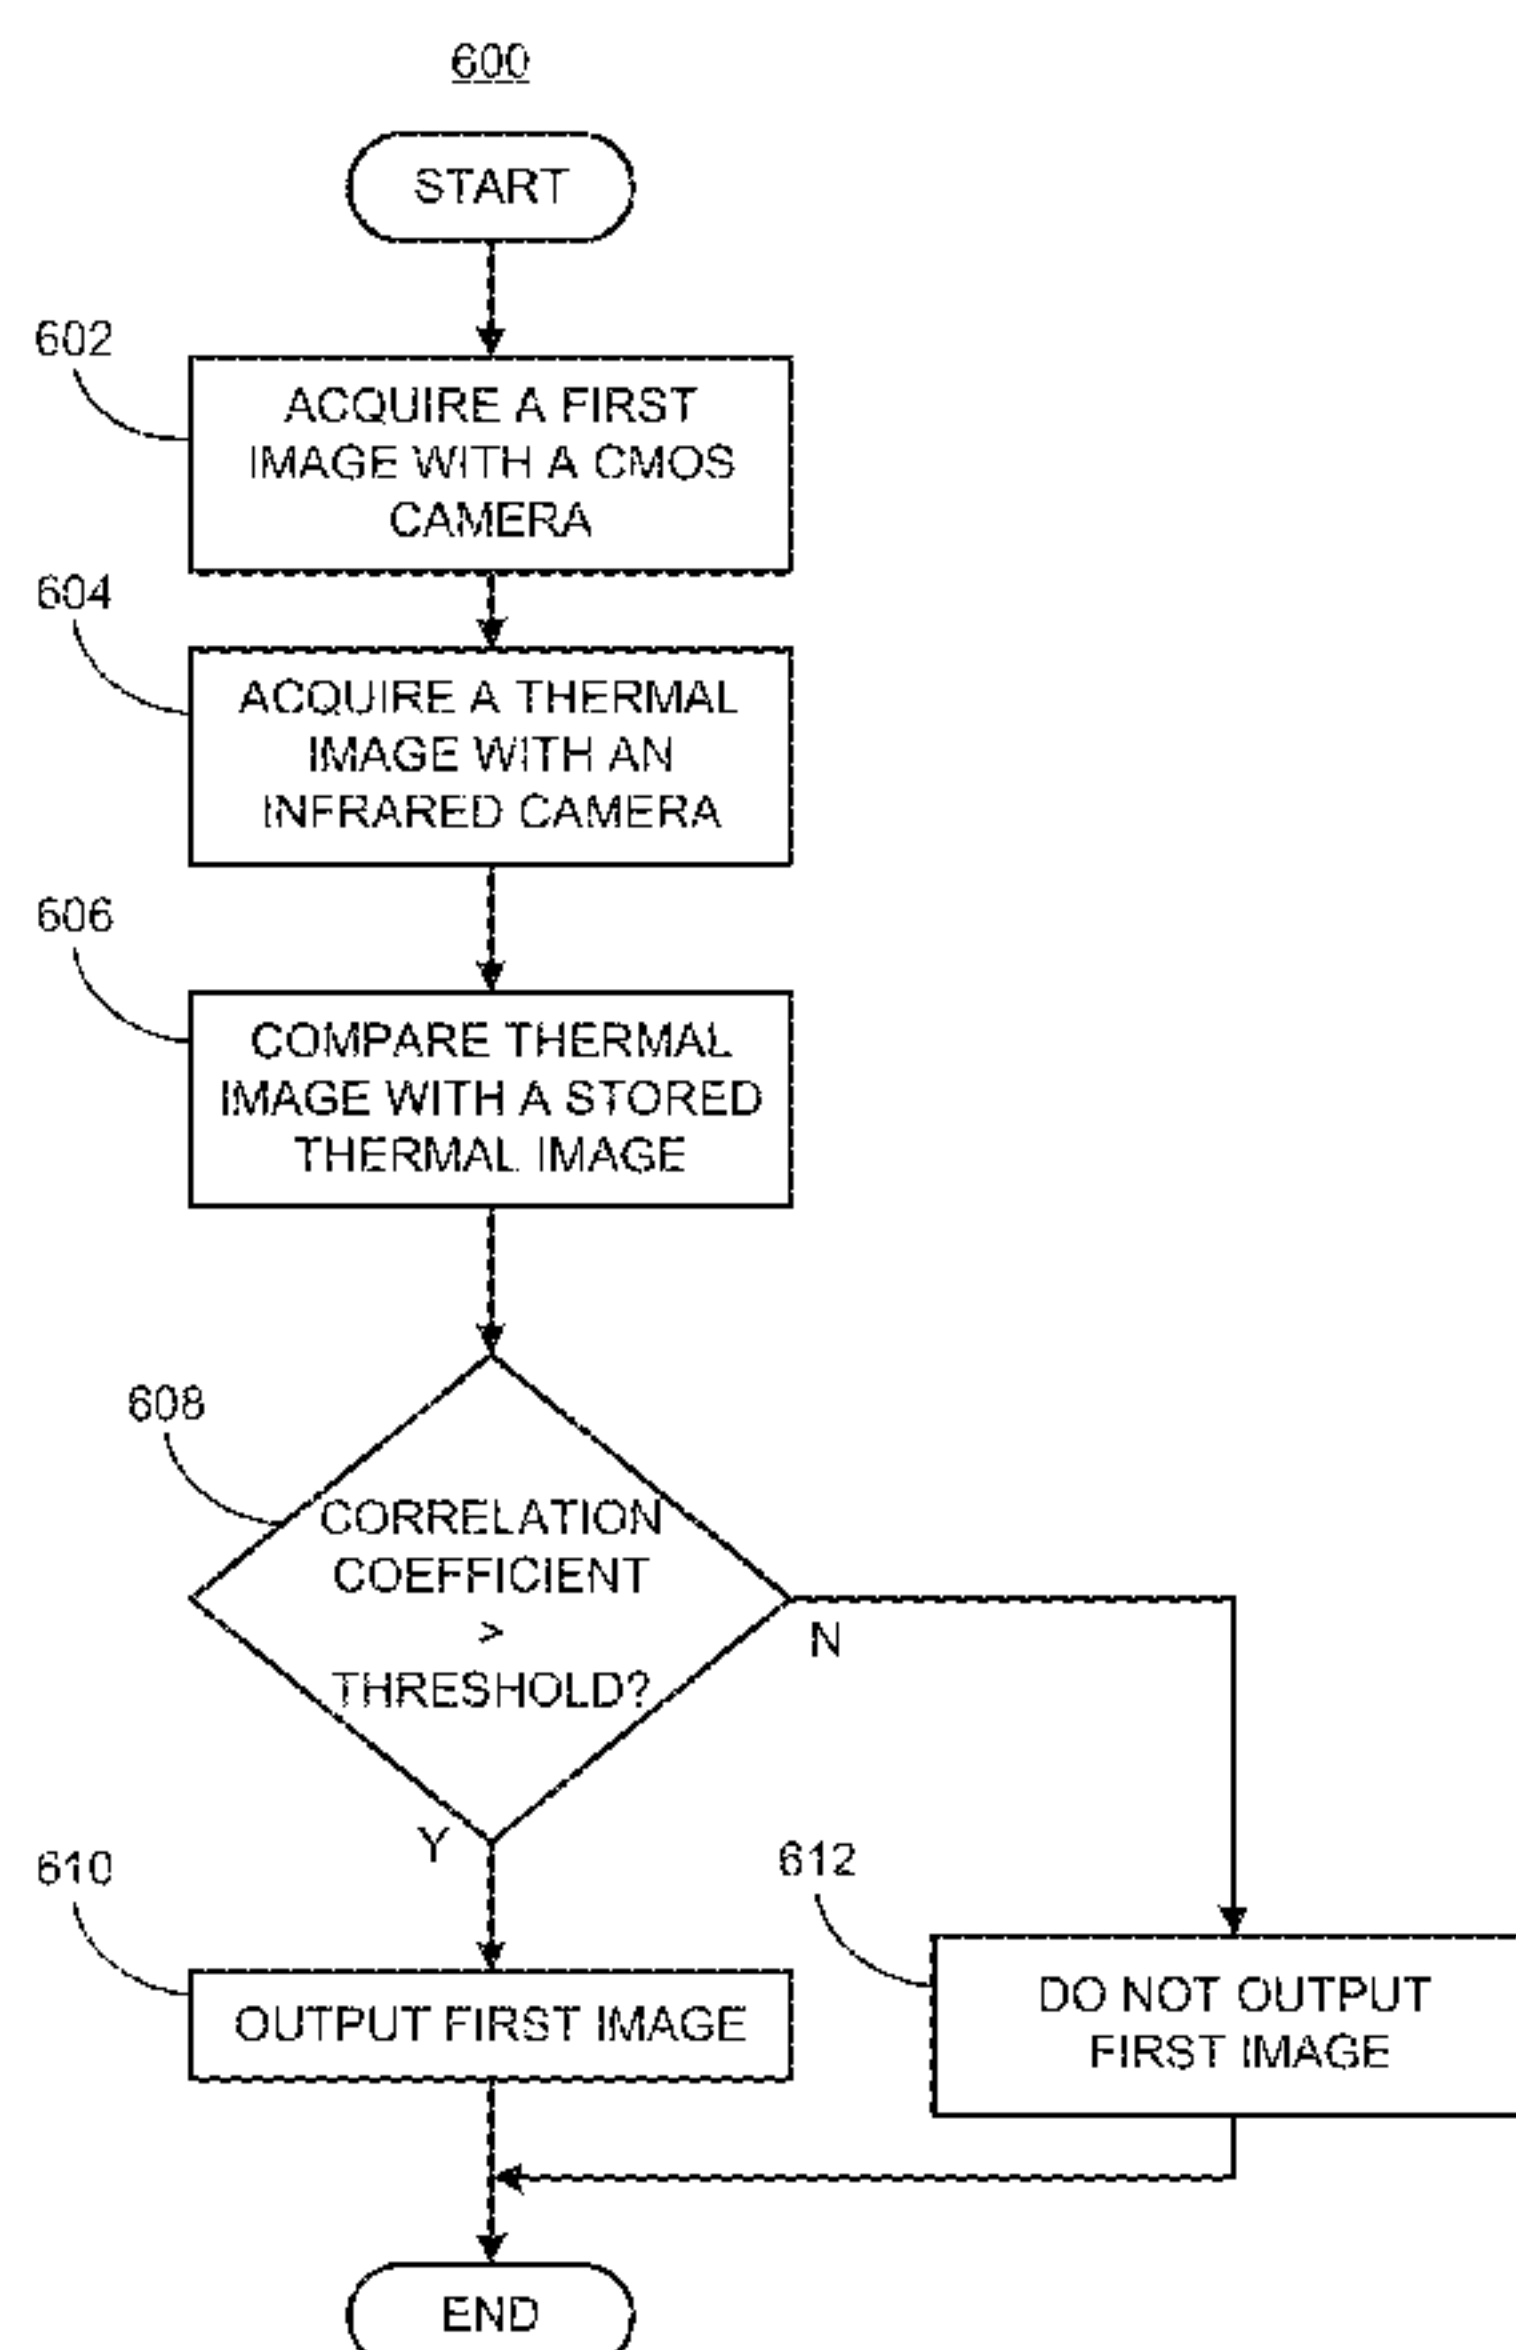 600
START
602
ACQUIRE A FIRST
IMAGE WITH A CMOS
CAMERA
604
ACQUIRE A THERMAL
IMAGE WITH AN
INFRARED CAMERA
606
COMPARE THERMAL
IMAGE WITH A STORED
THERMAL IMAGE
608
CORRELATION
COEFFICIENT
>
THRESHOLD?
N
Y
610
OUTPUT FIRST IMAGE
612
DO NOT OUTPUT
FIRST IMAGE
END